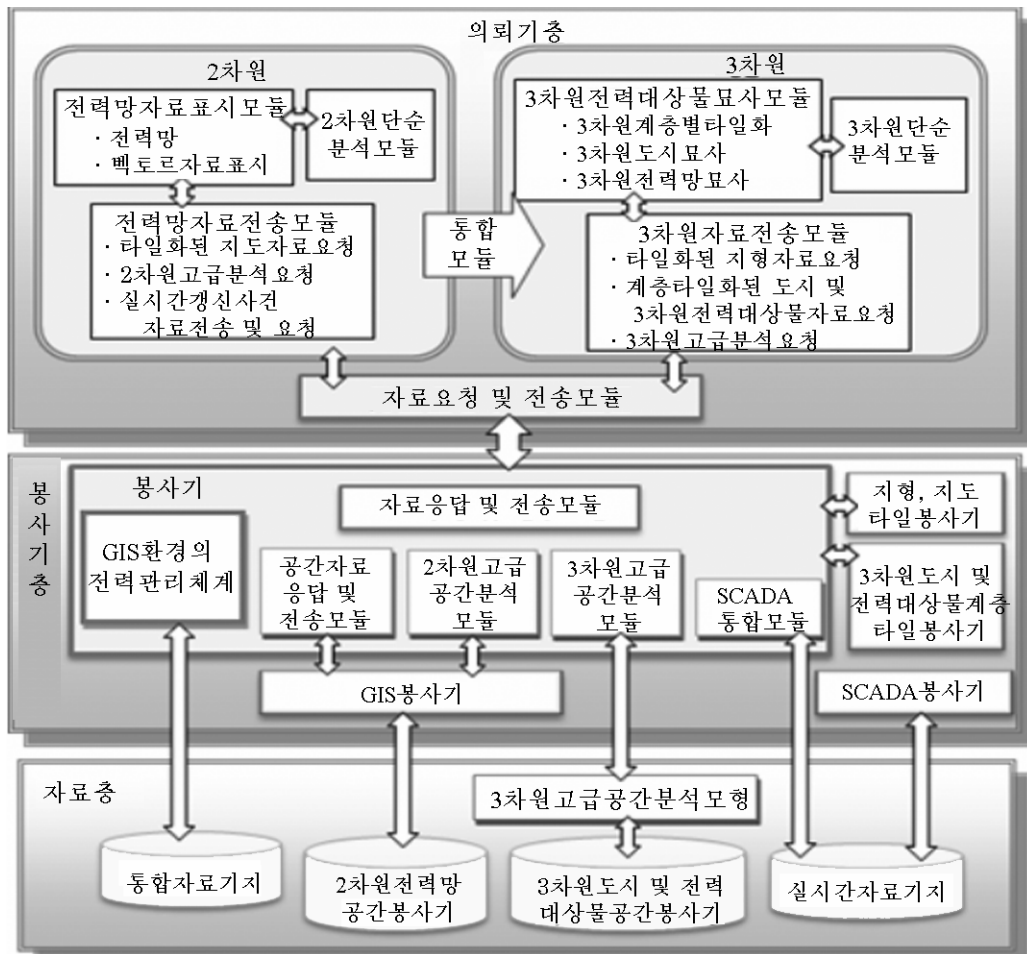 의뢰기층
2차원
전력망자료표시모듈
· 전력망
· 벡토르자료표시
2차원단순
분석모듈
전력망자료전송모듈
· 타일화된 지도자료요청
· 2차원고급분석요청
· 실시간갱신사건
자료전송 및 요청
통합
모듈
3차원
3차원전력대상물묘사모듈
· 3차원계층별타일화
· 3차원도시묘사
· 3차원전력망묘사
3차원단순
분석모듈
3차원자료전송모듈
· 타일화된 지형자료요청
· 계층타일화된 도시 및
3차원전력대상물자료요청
· 3차원고급분석요청
자료요청 및 전송모듈
봉사기층
봉사기
자료응답 및 전송모듈
GIS환경의
전력관리체계
공간자료
응답 및
전송모듈
2차원고급
공간분석
모듈
3차원고급
공간분석
모듈
SCADA
통합모듈
지형, 지도
타일봉사기
3차원도시 및
전력대상물계층
타일봉사기
GIS봉사기
SCADA봉사기
자료층
3차원고급공간분석모형
통합자료기지
2차원전력망
공간봉사기
3차원도시 및 전력
대상물공간봉사기
실시간자료기지